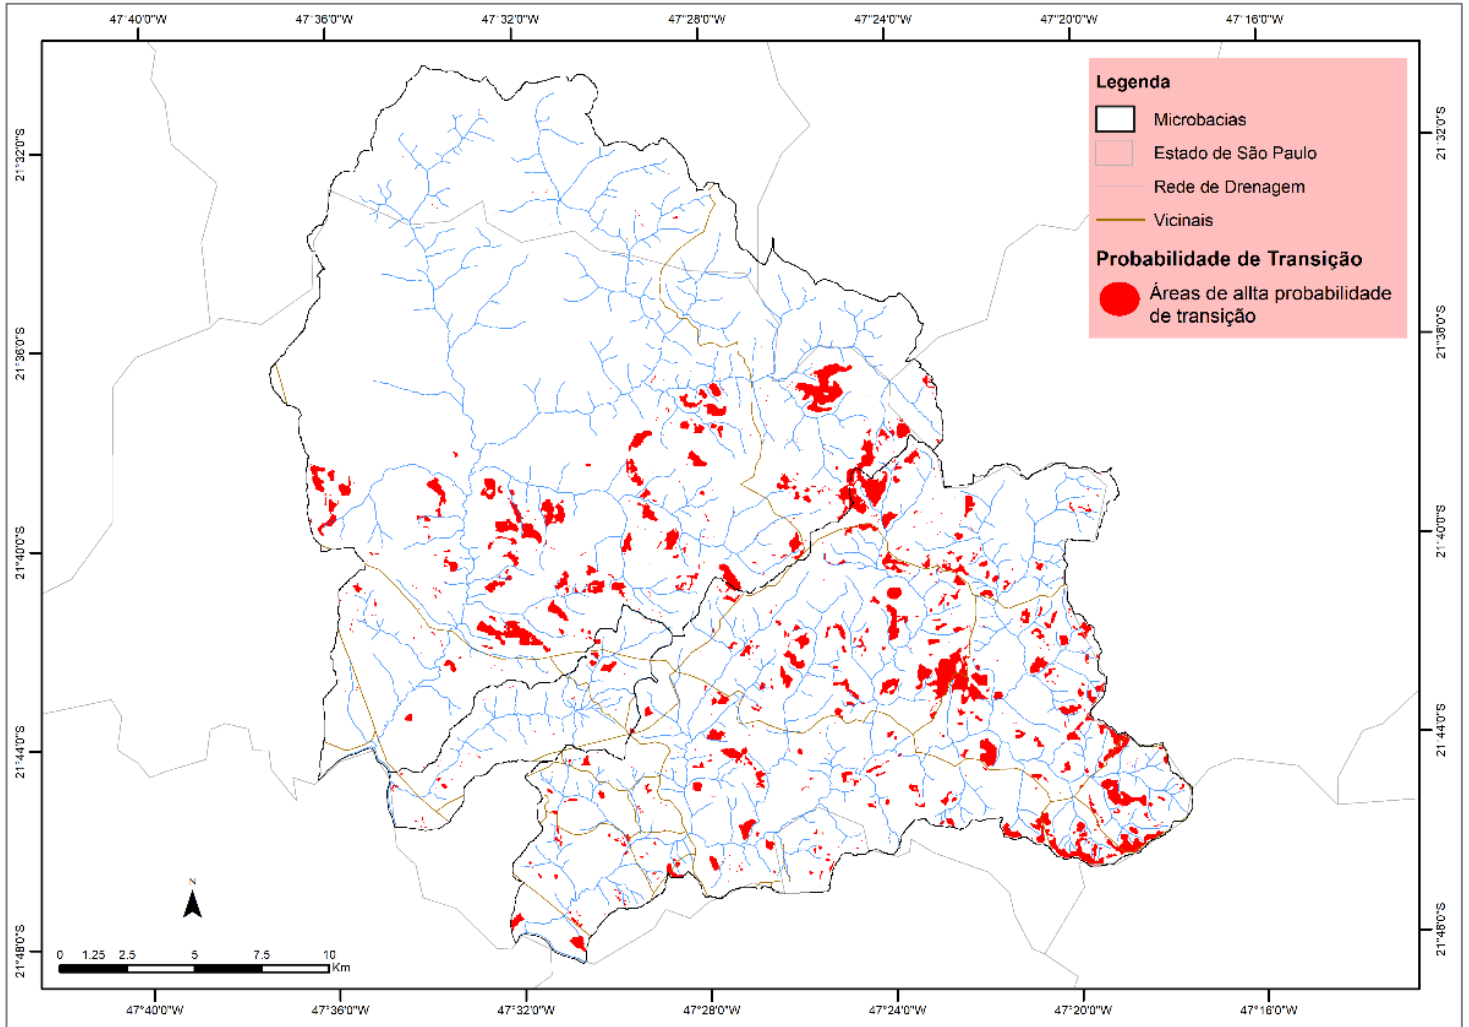 47°40'0"W 47°36'0"W 47°32'0"W 47°28'0"W 47°24'0"W 47°20'0"W 47°16'0"W
Legenda
Microbacias
Estado de São Paulo
Rede de Drenagem
Vicinais
Probabilidade de Transição
Áreas de allta probabilidade
de transição
21°32'0"S
21°36'0"S
21°40'0"S
21°44'0"S
21°48'0"S
21°32'0"S
21°38'0"S
21°40'0"S
21°44'0"S
21°48'0"S
N
0 1.25 2.5 5 7.5 10
Km
47°40'0"W 47°36'0"W 47°32'0"W 47°28'0"W 47°24'0"W 47°20'0"W 47°16'0"W